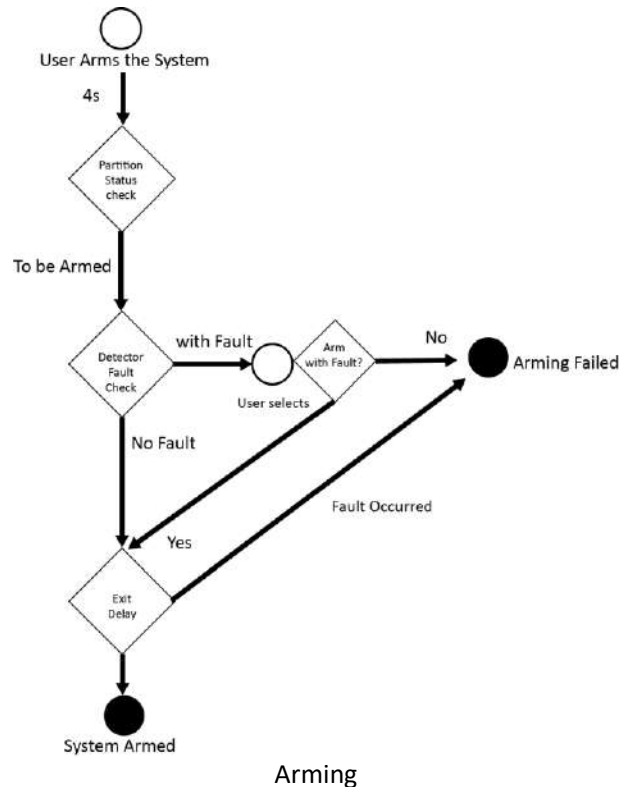 User Arms the System
4s
Partition
Status
check
To be Armed
Detector
Fault
Check
with Fault
User selects
Arm
with Fault?
No
Arming Failed
No Fault
Yes
Fault Occurred
Exit
Delay
System Armed
Arming